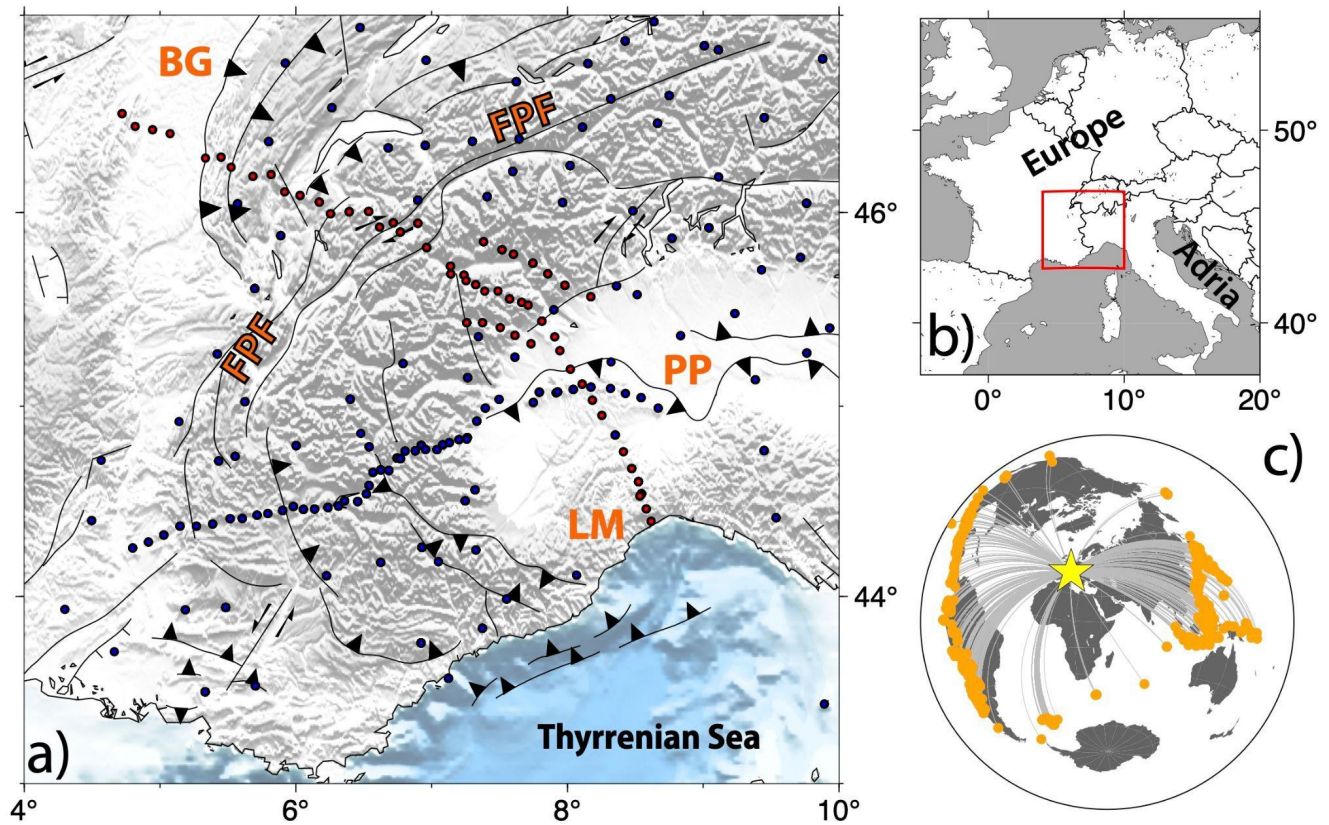 BG
FPF
FPF
PP
LM
Thyrrenian Sea
a)
46°
44°
4°
6°
8°
10°
Europe
Adria
b)
50°
40°
0°
10°
20°
c)